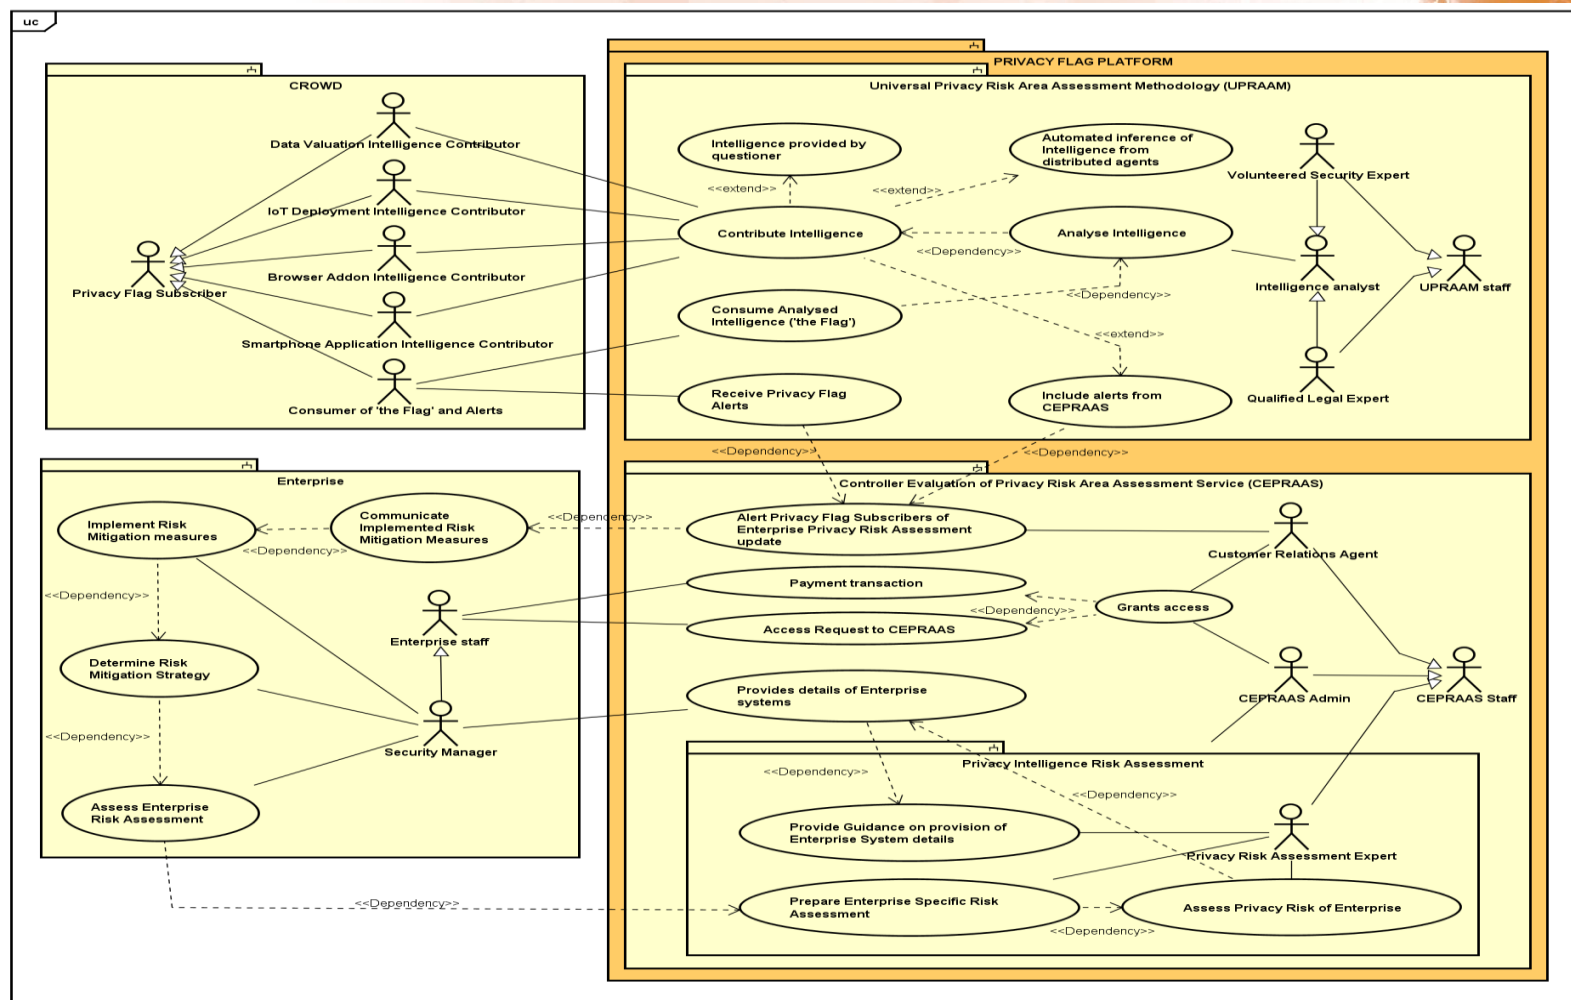 uc
CROWD
Data Valuation Intelligence Contributor
IoT Deployment Intelligence Contributor
Browser Addon Intelligence Contributor
Privacy Flag Subscriber
Smartphone Application Intelligence Contributor
Consumer of 'the Flag' and Alerts
PRIVACY FLAG PLATFORM
Universal Privacy Risk Area Assessment Methodology (UPRAAM)
Intelligence provided by
questioner
Automated inference of
Intelligence from
distributed agents
Volunteered Security Expert
<<extend>>
<<extend>>
Contribute Intelligence
Analyse Intelligence
<<Dependency>>
Intelligence analyst
UPRAAM staff
<<Dependency>>
Consume Analysed
Intelligence ('the Flag')
<<extend>>
Receive Privacy Flag
Alerts
Include alerts from
CEPRAAS
Qualified Legal Expert
<<Dependency>>
<<Dependency>>
Enterprise
Implement Risk
Mitigation measures
Communicate
Implemented Risk
Mitigation Measures
<<Dependency>>
<<Dependency>>
<<Dependency>>
Enterprise staff
Determine Risk
Mitigation Strategy
<<Dependency>>
Security Manager
Assess Enterprise
Risk Assessment
<<Dependency>>
Controller Evaluation of Privacy Risk Area Assessment Service (CEPRAAS)
Alert Privacy Flag Subscribers of
Enterprise Privacy Risk Assessment
update
Customer Relations Agent
Payment transaction
Grants access
<<Dependency>>
Access Request to CEPRAAS
Provides details of Enterprise
systems
CEPRAAS Admin
CEPRAAS Staff
Privacy Intelligence Risk Assessment
<<Dependency>>
<<Dependency>>
Provide Guidance on provision of
Enterprise System details
Privacy Risk Assessment Expert
Prepare Enterprise Specific Risk
Assessment
Assess Privacy Risk of Enterprise
<<Dependency>>